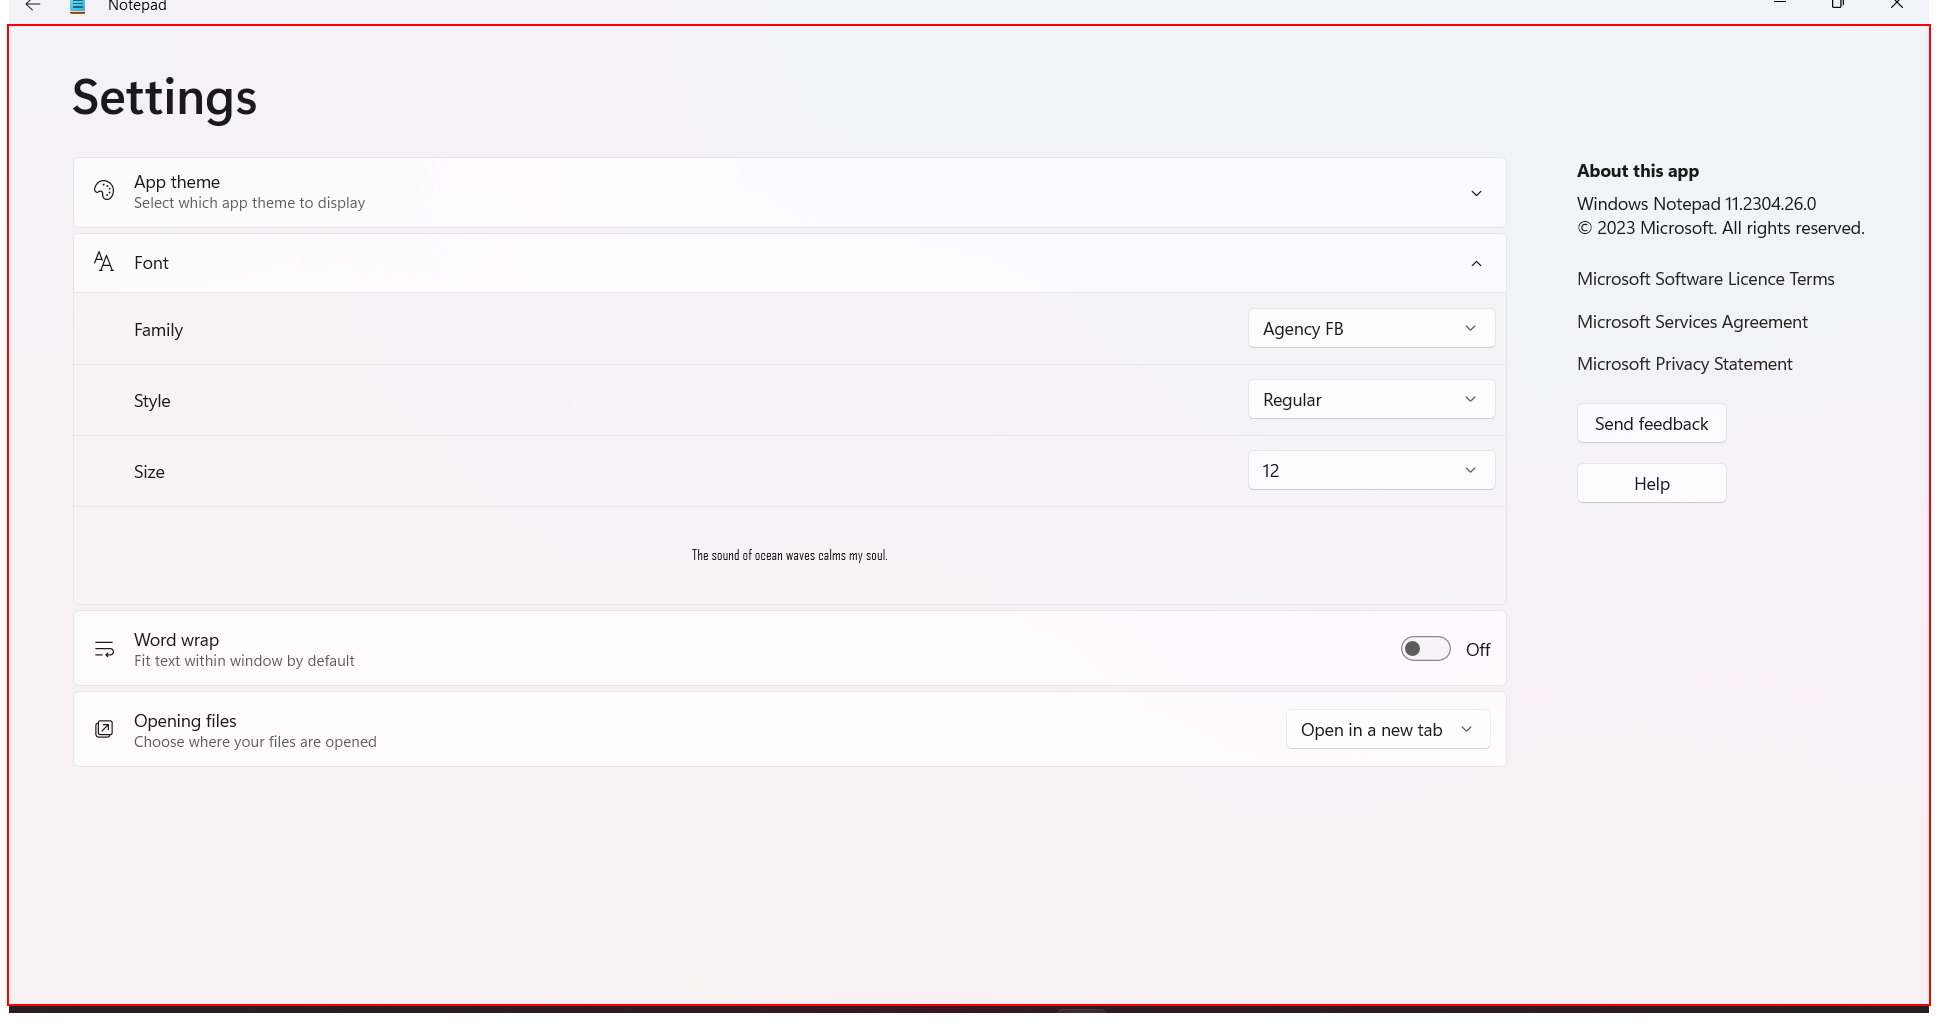 Notepad
Settings
App theme
Select which app theme to display
Font
Family
Agency FB
Style
Regular
Size
12
The sound of ocean waves calms my soul.
Word wrap
Fit text within window by default
Off
Opening files
Choose where your files are opened
Open in a new tab
About this app
Windows Notepad 11.2304.26.0
© 2023 Microsoft. All rights reserved.
Microsoft Software Licence Terms
Microsoft Services Agreement
Microsoft Privacy Statement
Send feedback
Help